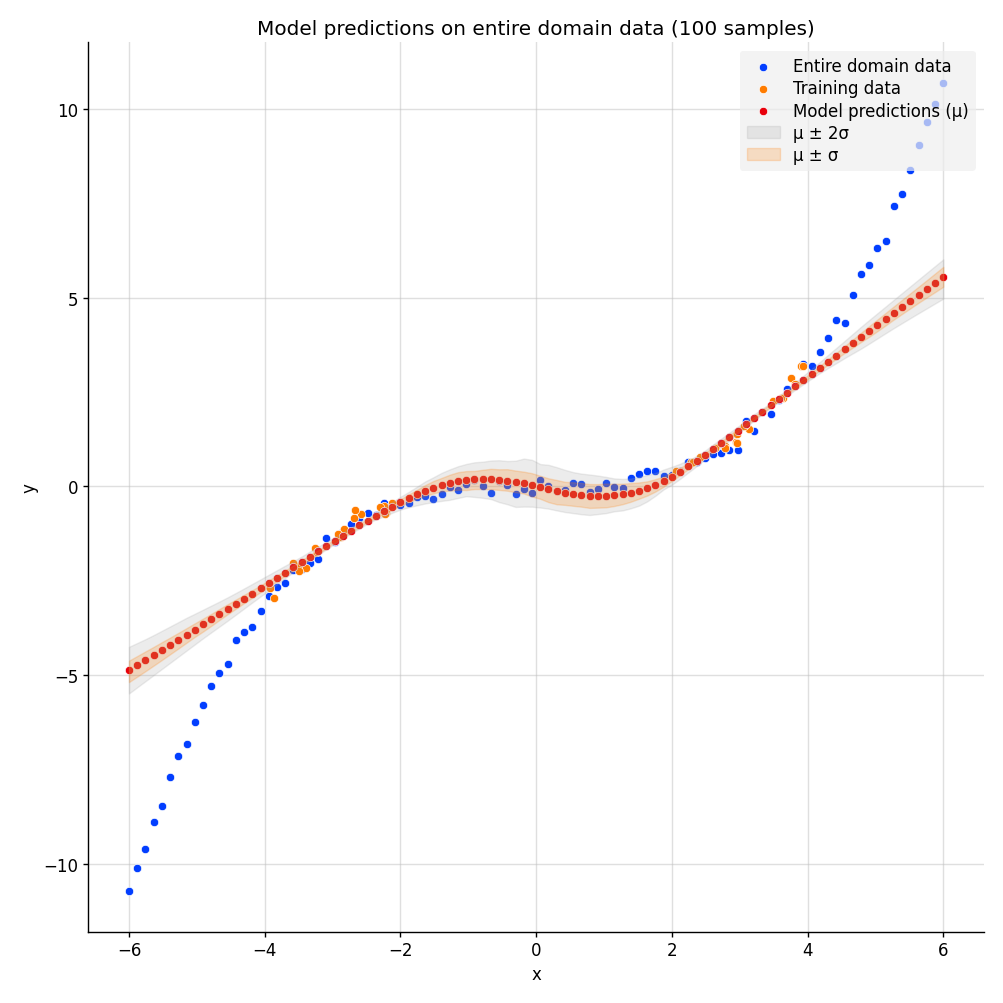 Model predictions on entire domain data (100 samples)
Entire domain data
Training data
Model predictions (μ)
μ ± 2σ
μ ± σ
10
5
0
−5
−10
y
−6
−4
−2
0
2
4
6
x